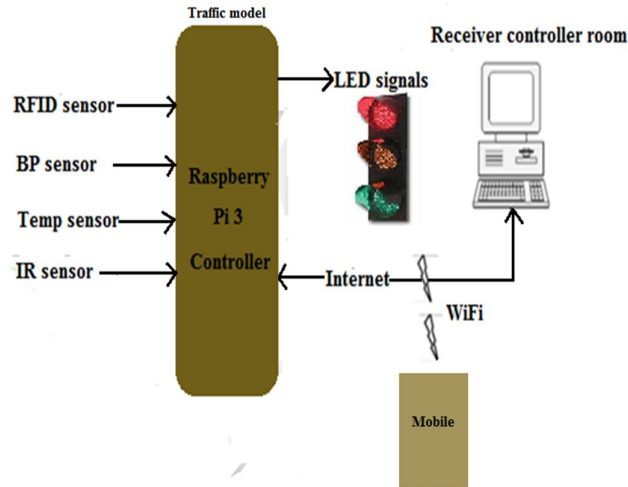 Traffic model
Receiver controller room
LED signals
RFID sensor
BP sensor
Temp sensor
IR sensor
Raspberry
Pi 3
Controller
Internet
WiFi
Mobile